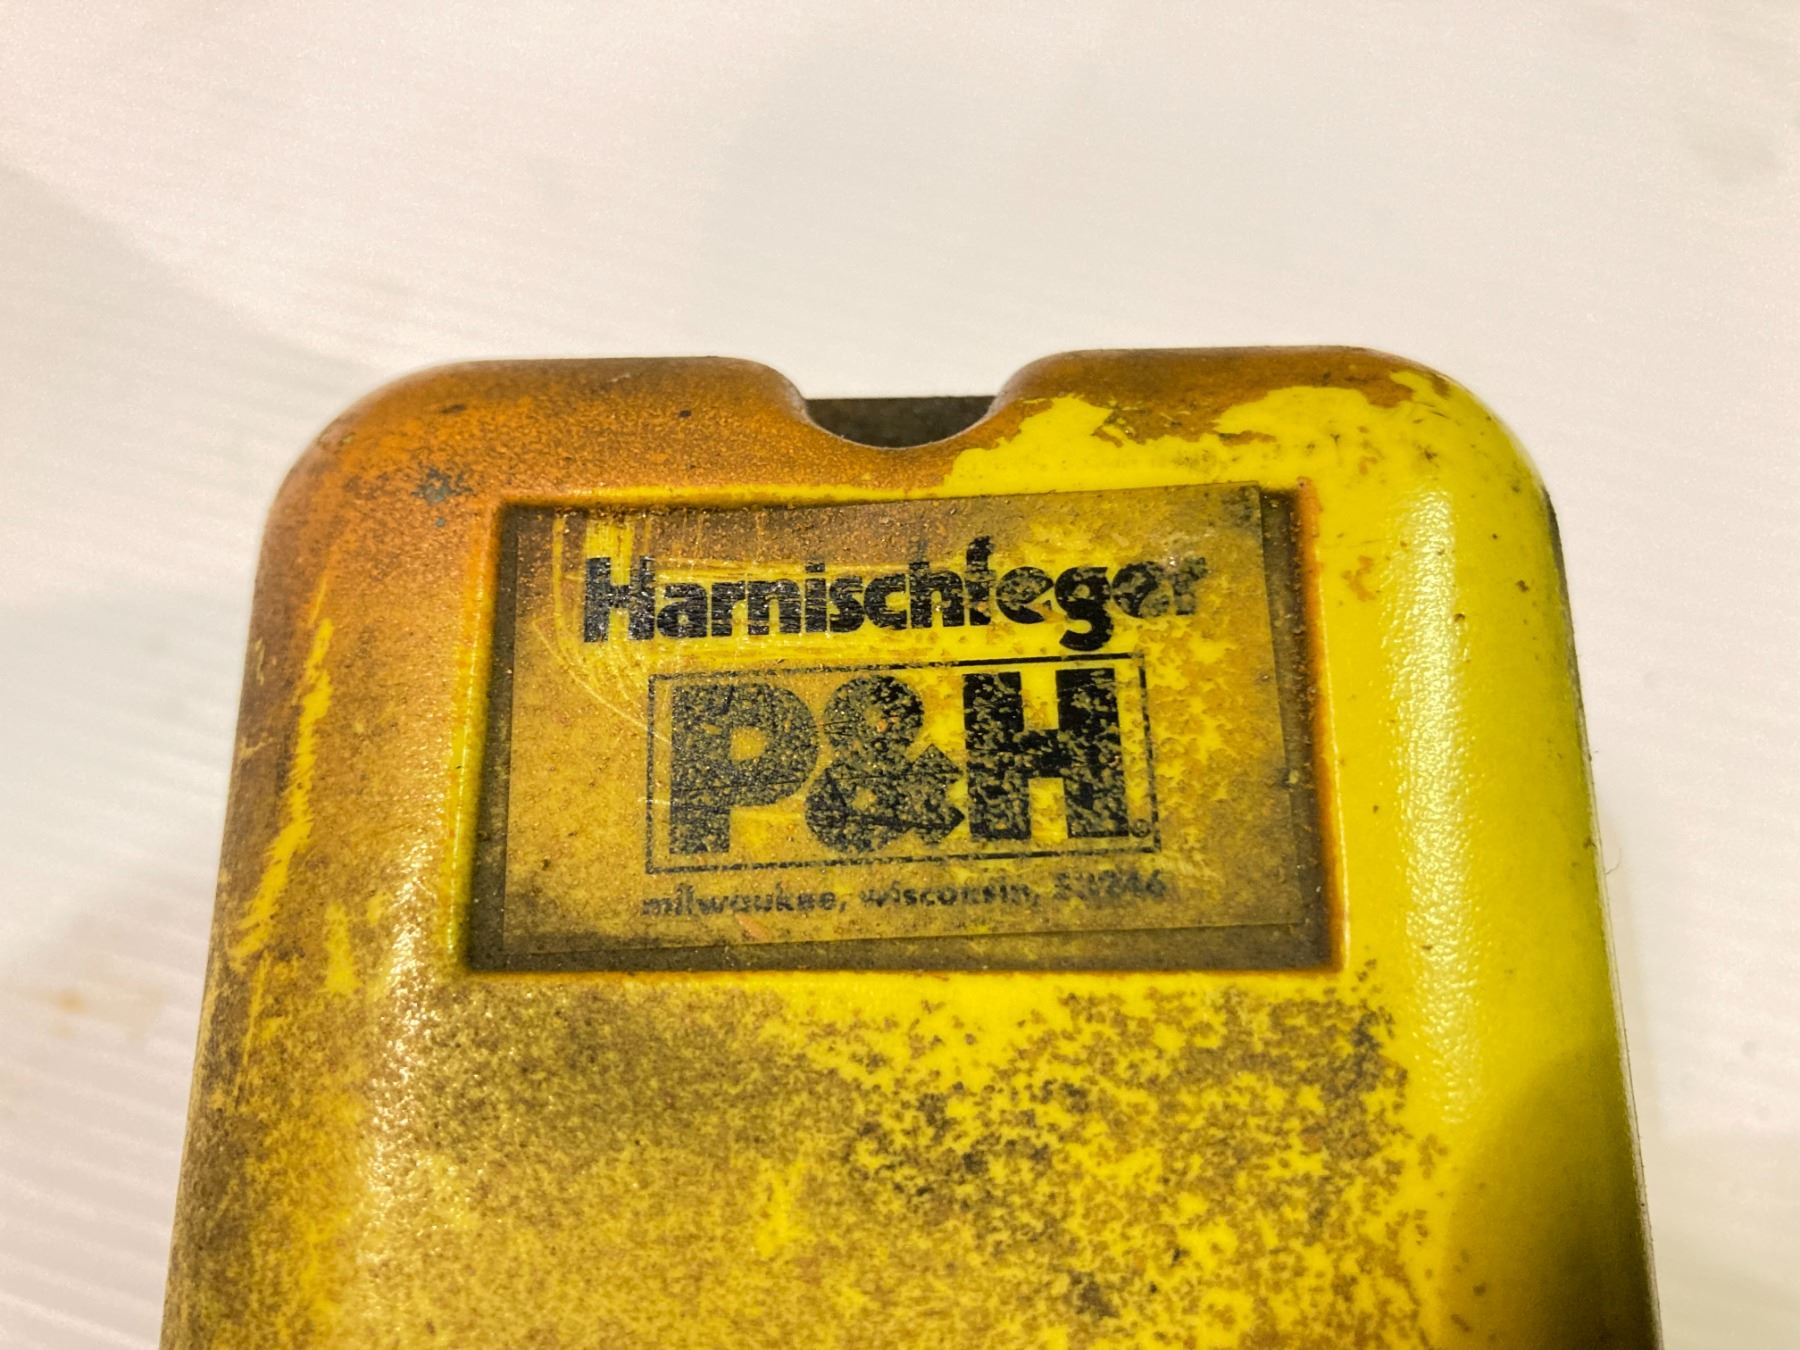 Harnischfeger
P&H®
milwaukee, wisconsin, 53246